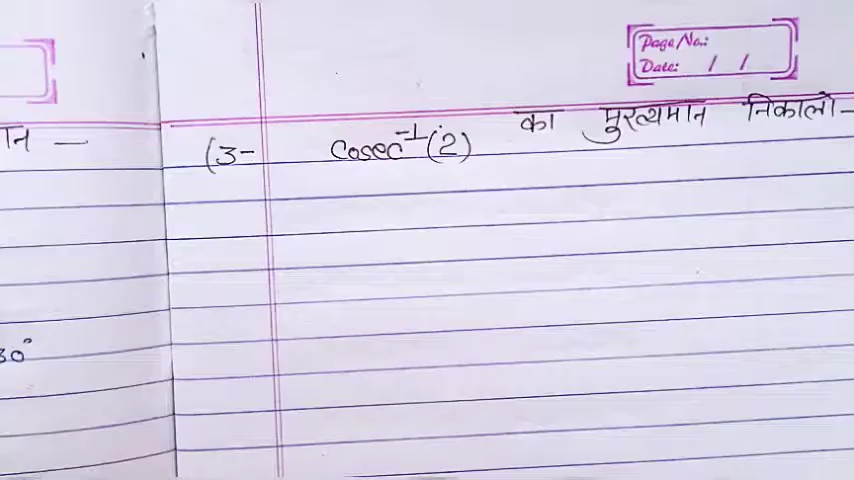 Page No:
Date: / /
मान —
(3- Cosec⁻¹(2) का मुख्यमान निकालो-
30°